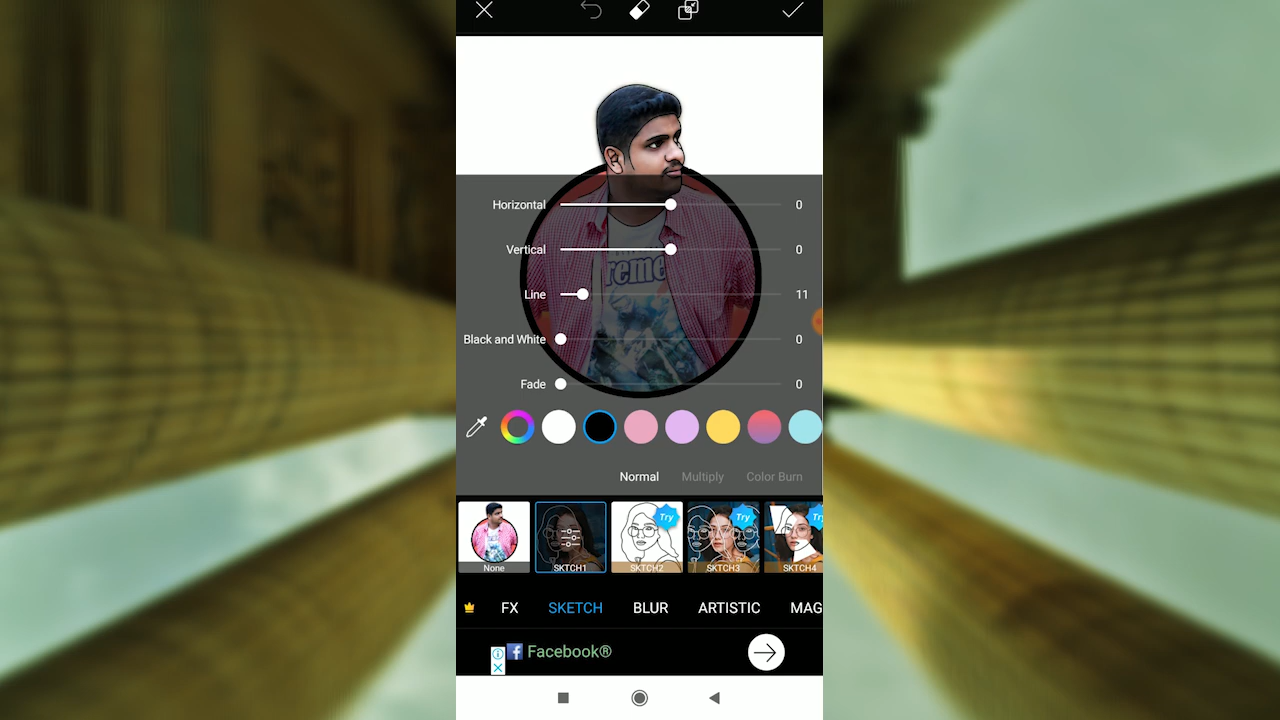 Horizontal 0
Vertical 0
reme
Line 11
Black and White 0
Fade 0
Normal Multiply Color Burn
Try Try Try
None SKTCH1 SKTCH2 SKTCH3 SKTCH4
FX SKETCH BLUR ARTISTIC MAG
Facebook®